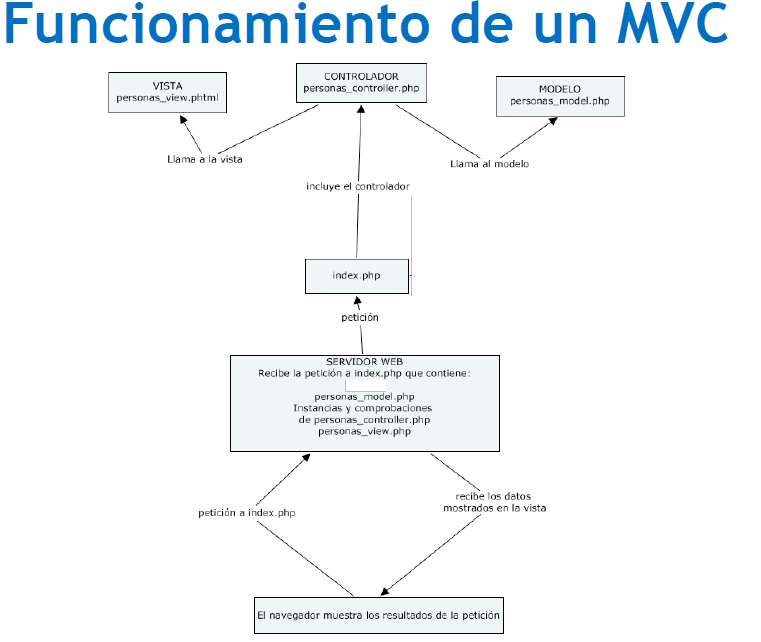 Funcionamiento de un MVC
VISTA
personas_view.phtml
CONTROLADOR
personas_controller.php
MODELO
personas_model.php
Llama a la vista
Llama al modelo
incluye el controlador
index.php
petición
SERVIDOR WEB
Recibe la petición a index.php que contiene:
personas_model.php
Instancias y comprobaciones
de personas_controller.php
personas_view.php
petición a index.php
recibe los datos
mostrados en la vista
El navegador muestra los resultados de la petición